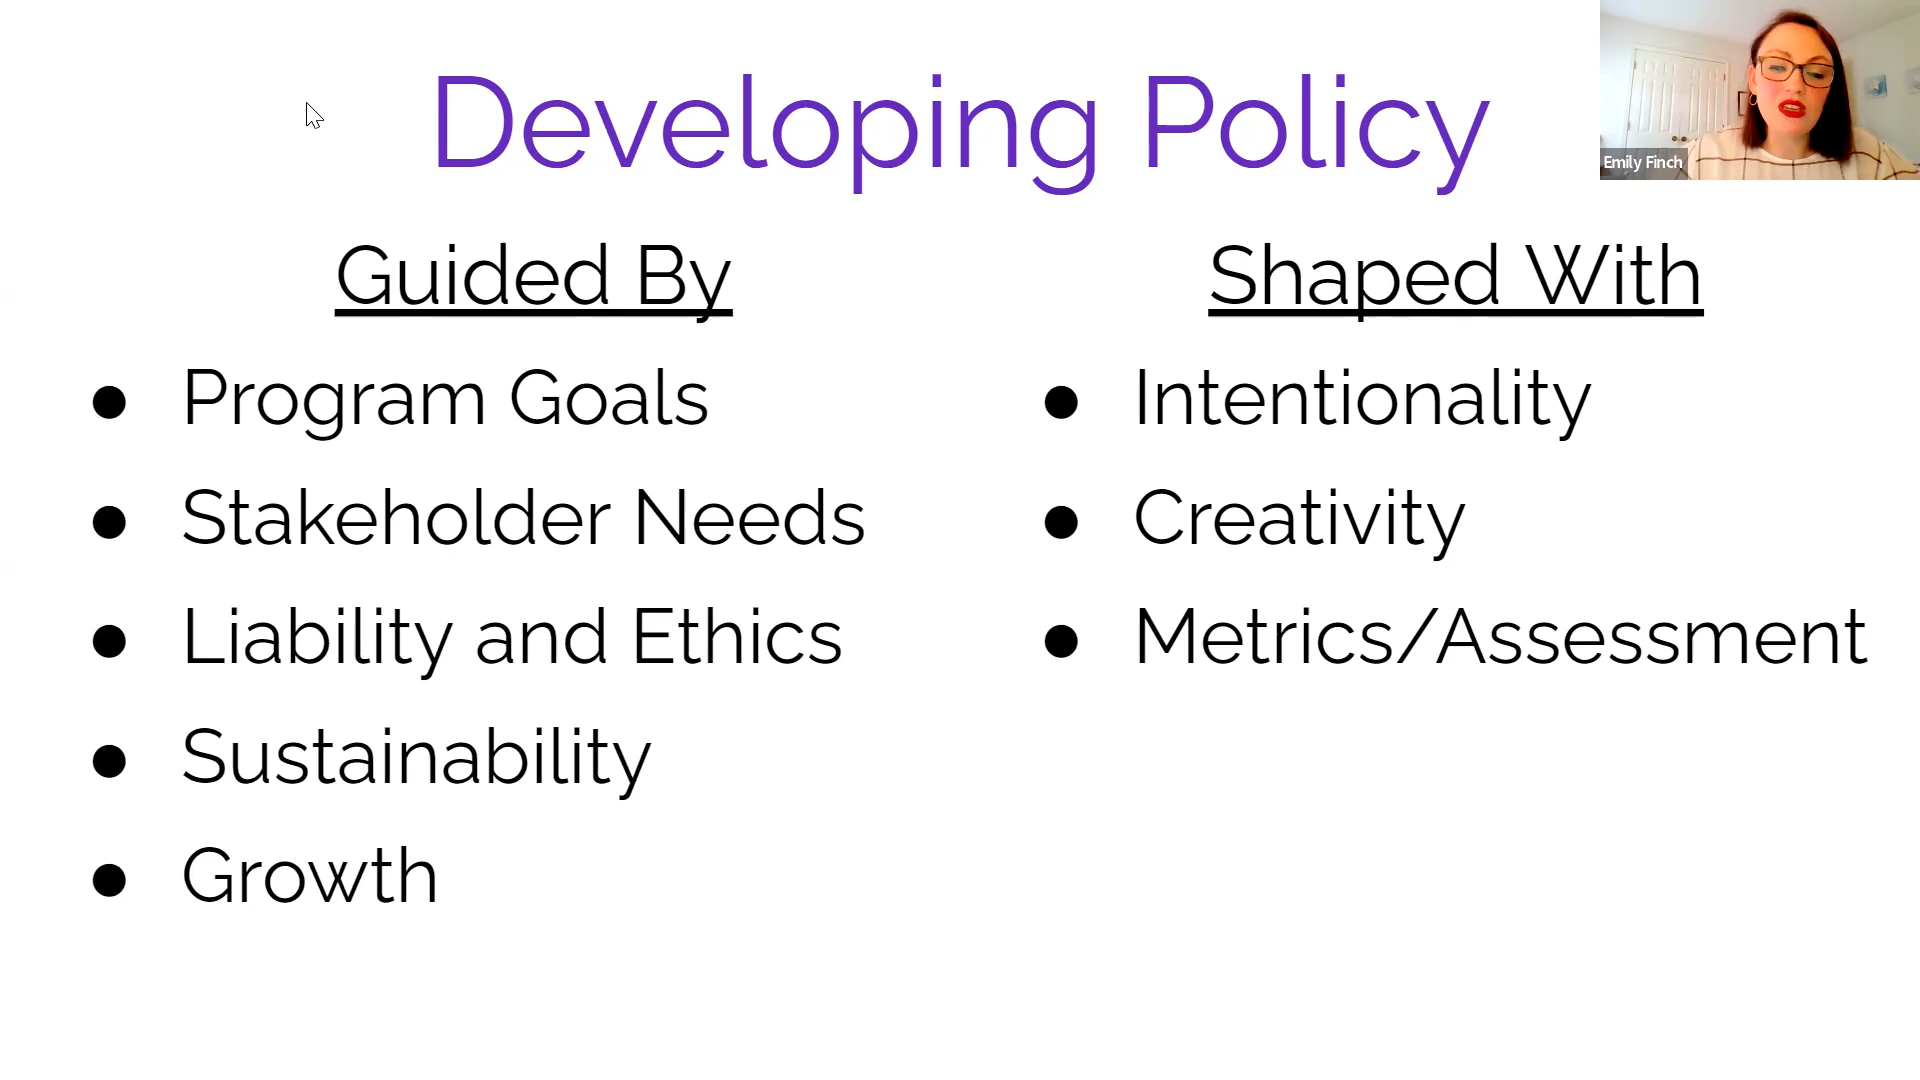 Developing Policy
Emily Finch
Guided By
● Program Goals
● Stakeholder Needs
● Liability and Ethics
● Sustainability
● Growth
Shaped With
● Intentionality
● Creativity
● Metrics/Assessment